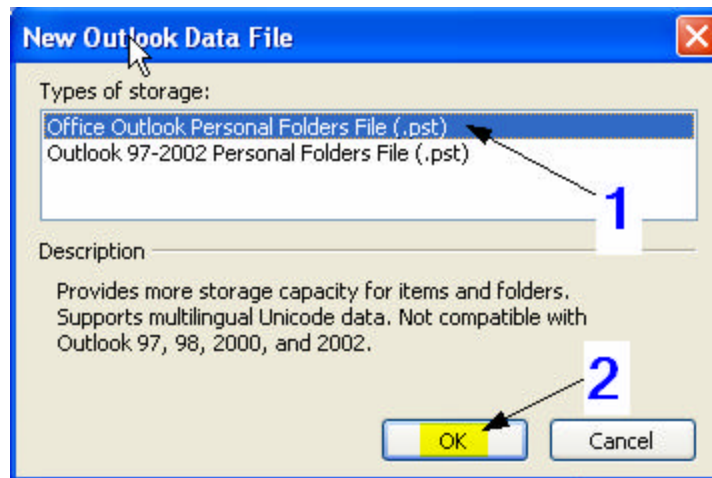 New Outlook Data File
Types of storage:
Office Outlook Personal Folders File (.pst)
Outlook 97-2002 Personal Folders File (.pst)
1
Description
Provides more storage capacity for items and folders.
Supports multilingual Unicode data. Not compatible with
Outlook 97, 98, 2000, and 2002.
2
OK
Cancel